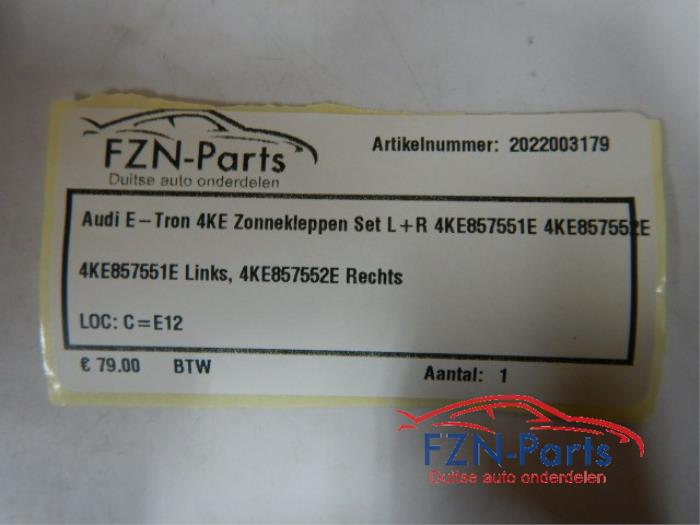 FZN-Parts
Duitse auto onderdelen
Artikelnummer: 2022003179
Audi E-Tron 4KE Zonnekleppen Set L+R 4KE857551E 4KE857552E
4KE857551E Links, 4KE857552E Rechts
LOC: C=E12
€ 79.00 BTW
Aantal: 1
FZN-Parts
Duitse auto onderdelen